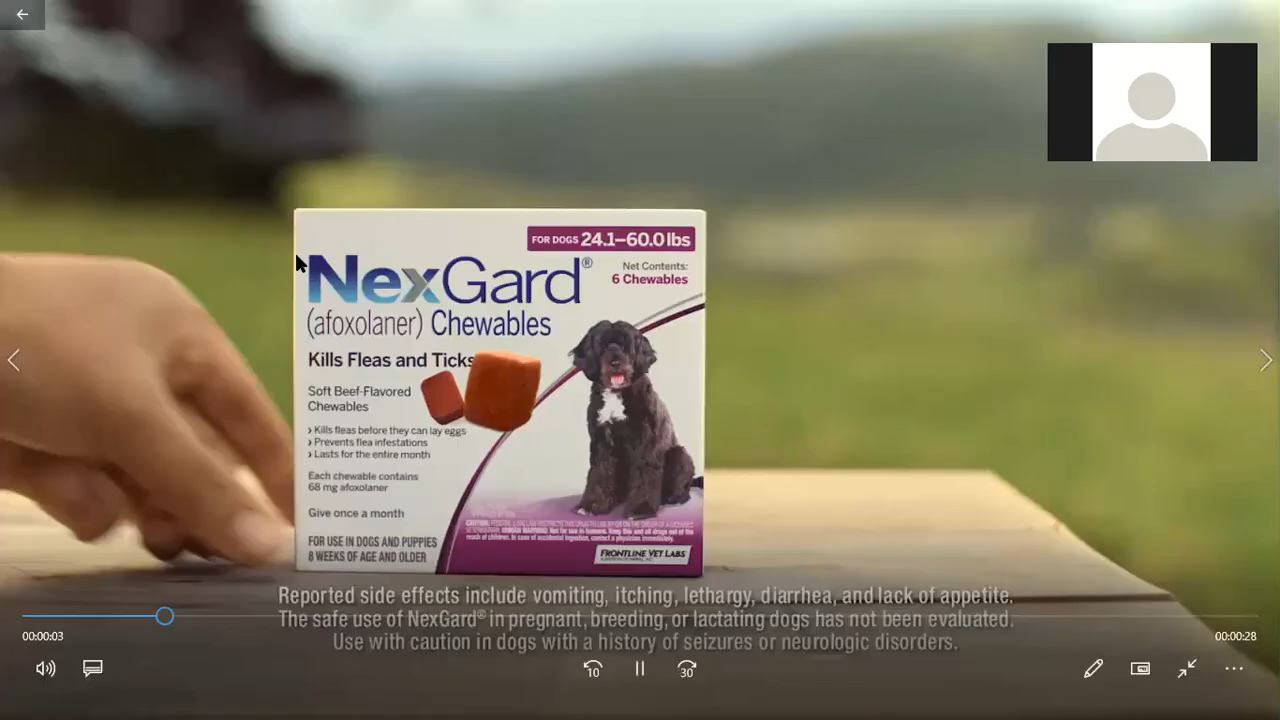 FOR DOGS 24.1–60.0 lbs
NexGard®
Net Contents:
6 Chewables
(afoxolaner) Chewables
Kills Fleas and Ticks
Soft Beef-Flavored
Chewables
› Kills fleas before they can lay eggs
› Prevents flea infestations
› Lasts for the entire month
Each chewable contains
68 mg afoxolaner
Give once a month
FOR USE IN DOGS AND PUPPIES
8 WEEKS OF AGE AND OLDER
FRONTLINE VET LABS
Reported side effects include vomiting, itching, lethargy, diarrhea, and lack of appetite.
The safe use of NexGard® in pregnant, breeding, or lactating dogs has not been evaluated.
Use with caution in dogs with a history of seizures or neurologic disorders.
00:00:03
00:00:28
10
30